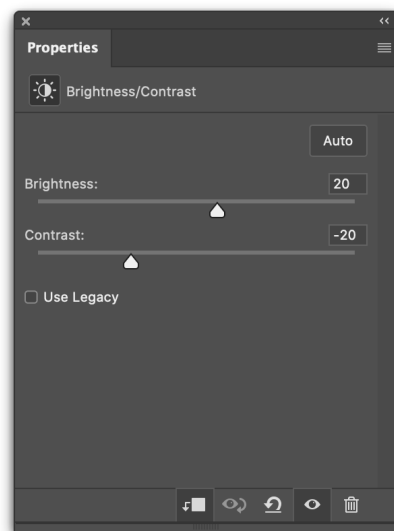 Properties
Brightness/Contrast
Auto
Brightness: 20
Contrast: -20
Use Legacy